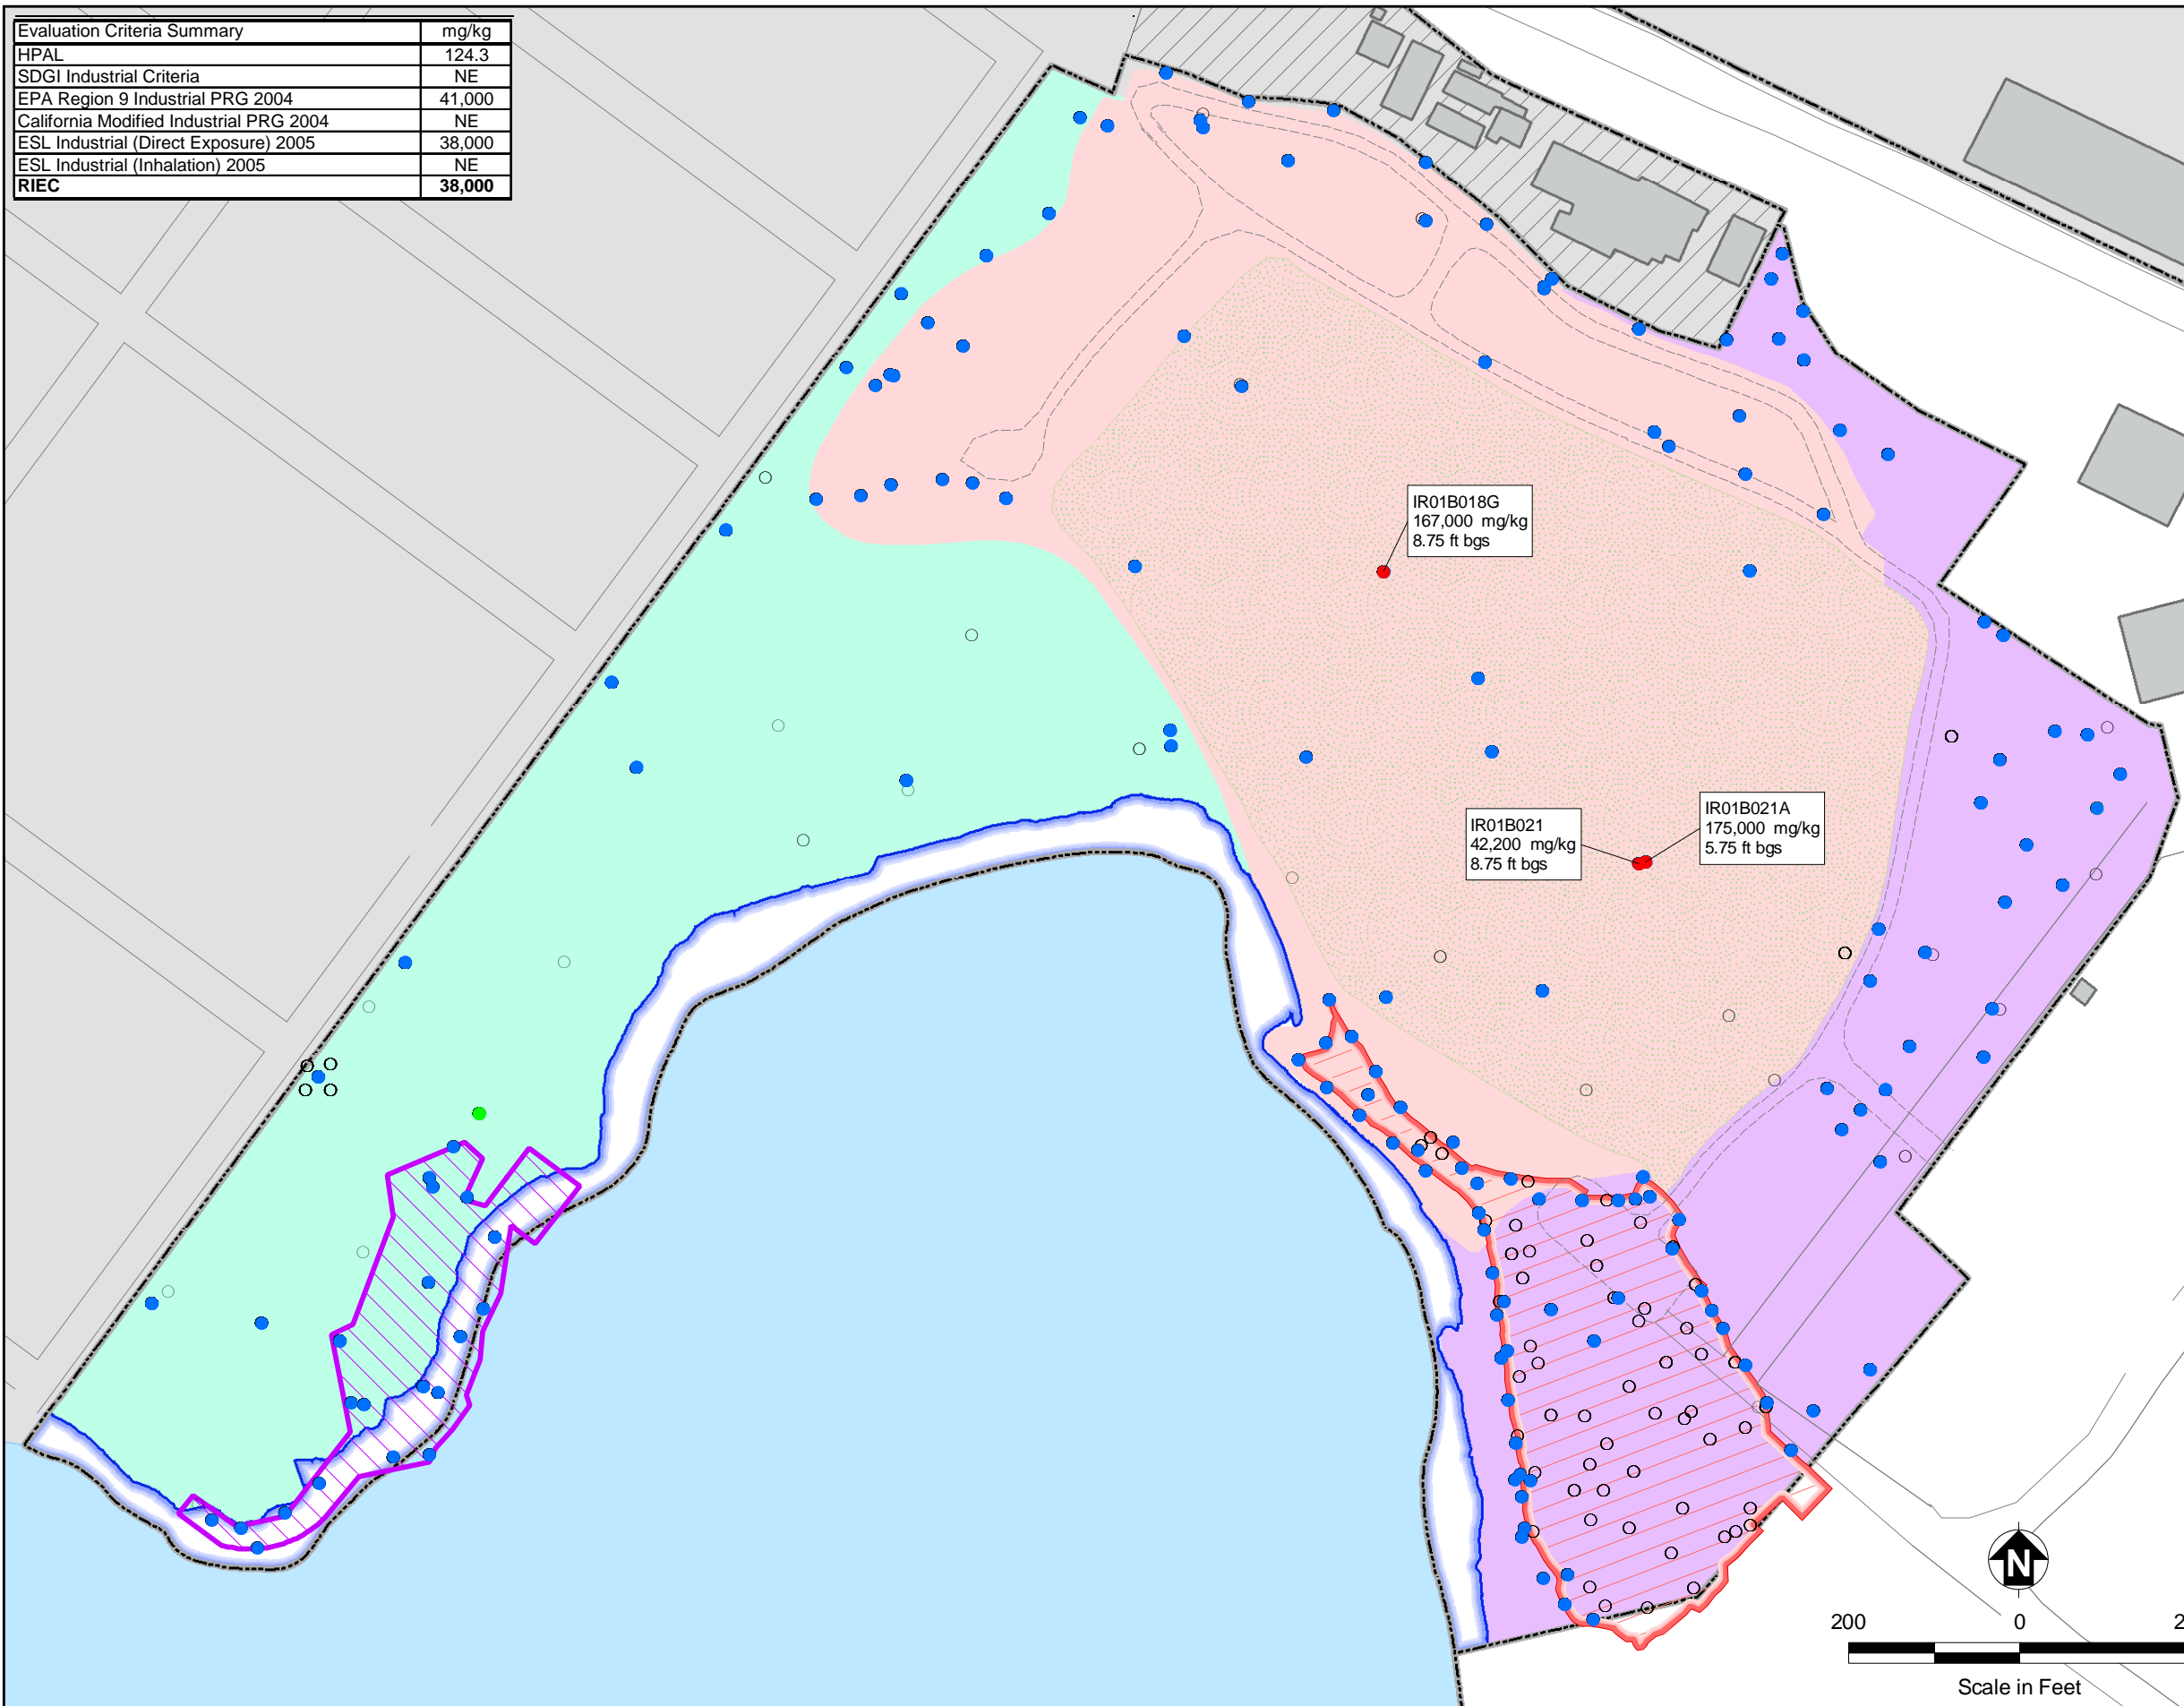 Evaluation Criteria Summary mg/kg
HPAL 124.3
SDGI Industrial Criteria NE
EPA Region 9 Industrial PRG 2004 41,000
California Modified Industrial PRG 2004 NE
ESL Industrial (Direct Exposure) 2005 38,000
ESL Industrial (Inhalation) 2005 NE
RIEC 38,000
IR01B018G
167,000 mg/kg
8.75 ft bgs
IR01B021
42,200 mg/kg
8.75 ft bgs
IR01B021A
175,000 mg/kg
5.75 ft bgs
N
200 0
Scale in Feet